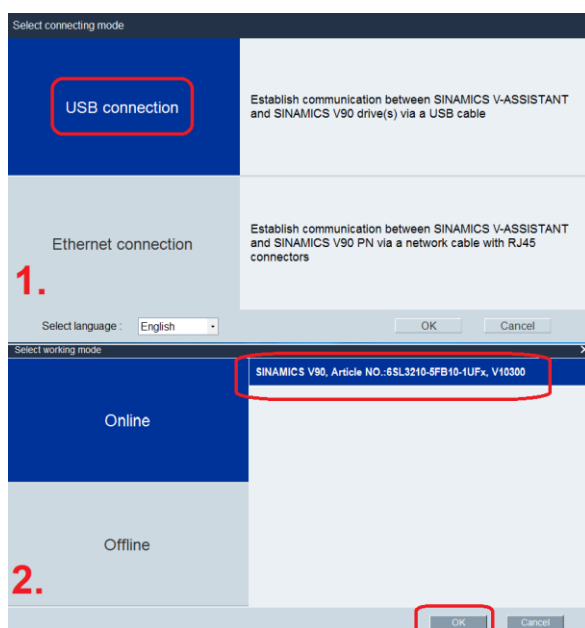 Select connecting mode
USB connection
Establish communication between SINAMICS V-ASSISTANT
and SINAMICS V90 drive(s) via a USB cable
Ethernet connection
Establish communication between SINAMICS V-ASSISTANT
and SINAMICS V90 PN via a network cable with RJ45
connectors
1.
Select language : English
OK Cancel
Select working mode
SINAMICS V90, Article NO.:6SL3210-5FB10-1UFx, V10300
Online
Offline
2.
OK Cancel